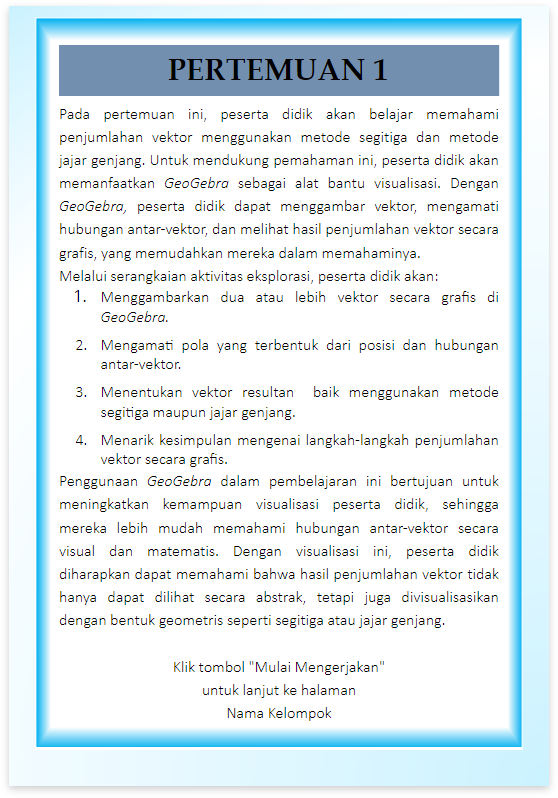 PERTEMUAN 1
Pada pertemuan ini, peserta didik akan belajar memahami
penjumlahan vektor menggunakan metode segitiga dan metode
jajar genjang. Untuk mendukung pemahaman ini, peserta didik akan
memanfaatkan GeoGebra sebagai alat bantu visualisasi. Dengan
GeoGebra, peserta didik dapat menggambar vektor, mengamati
hubungan antar-vektor, dan melihat hasil penjumlahan vektor secara
grafis, yang memudahkan mereka dalam memahaminya.
Melalui serangkaian aktivitas eksplorasi, peserta didik akan:
1. Menggambarkan dua atau lebih vektor secara grafis di
GeoGebra.
2. Mengamati pola yang terbentuk dari posisi dan hubungan
antar-vektor.
3. Menentukan vektor resultan baik menggunakan metode
segitiga maupun jajar genjang.
4. Menarik kesimpulan mengenai langkah-langkah penjumlahan
vektor secara grafis.
Penggunaan GeoGebra dalam pembelajaran ini bertujuan untuk
meningkatkan kemampuan visualisasi peserta didik, sehingga
mereka lebih mudah memahami hubungan antar-vektor secara
visual dan matematis. Dengan visualisasi ini, peserta didik
diharapkan dapat memahami bahwa hasil penjumlahan vektor tidak
hanya dapat dilihat secara abstrak, tetapi juga divisualisasikan
dengan bentuk geometris seperti segitiga atau jajar genjang.
Klik tombol "Mulai Mengerjakan"
untuk lanjut ke halaman
Nama Kelompok